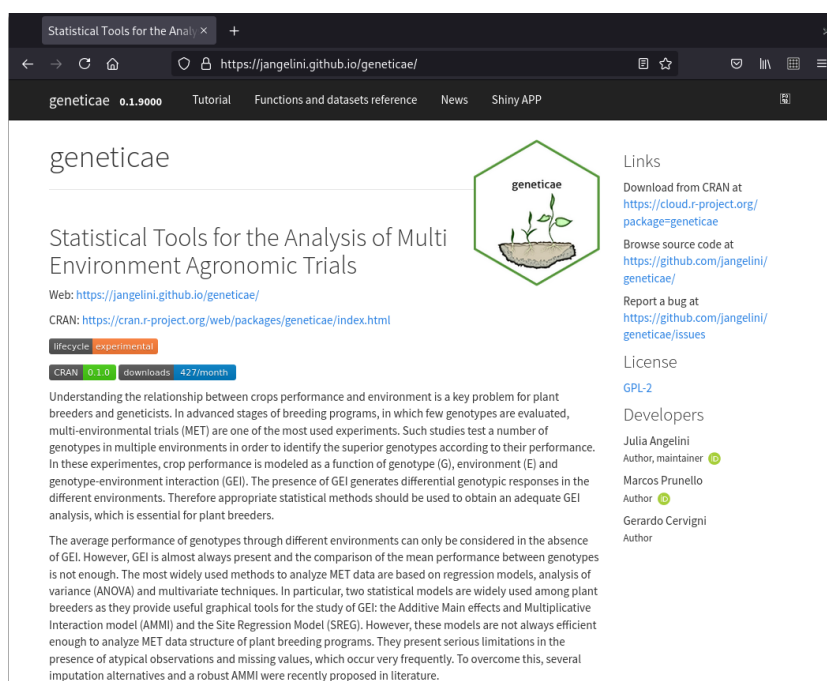 Statistical Tools for the Analy
https://jangelini.github.io/geneticae/
geneticae 0.1.9000 Tutorial Functions and datasets reference News Shiny APP
geneticae
geneticae
Statistical Tools for the Analysis of Multi
Environment Agronomic Trials
Web: https://jangelini.github.io/geneticae/
CRAN: https://cran.r-project.org/web/packages/geneticae/index.html
lifecycle experimental
CRAN 0.1.0 downloads 427/month
Understanding the relationship between crops performance and environment is a key problem for plant
breeders and geneticists. In advanced stages of breeding programs, in which few genotypes are evaluated,
multi-environmental trials (MET) are one of the most used experiments. Such studies test a number of
genotypes in multiple environments in order to identify the superior genotypes according to their performance.
In these experimentes, crop performance is modeled as a function of genotype (G), environment (E) and
genotype-environment interaction (GEI). The presence of GEI generates differential genotypic responses in the
different environments. Therefore appropriate statistical methods should be used to obtain an adequate GEI
analysis, which is essential for plant breeders.
The average performance of genotypes through different environments can only be considered in the absence
of GEI. However, GEI is almost always present and the comparison of the mean performance between genotypes
is not enough. The most widely used methods to analyze MET data are based on regression models, analysis of
variance (ANOVA) and multivariate techniques. In particular, two statistical models are widely used among plant
breeders as they provide useful graphical tools for the study of GEI: the Additive Main effects and Multiplicative
Interaction model (AMMI) and the Site Regression Model (SREG). However, these models are not always efficient
enough to analyze MET data structure of plant breeding programs. They present serious limitations in the
presence of atypical observations and missing values, which occur very frequently. To overcome this, several
imputation alternatives and a robust AMMI were recently proposed in literature.
Links
Download from CRAN at
https://cloud.r-project.org/
package=geneticae
Browse source code at
https://github.com/jangelini/
geneticae/
Report a bug at
https://github.com/jangelini/
geneticae/issues
License
GPL-2
Developers
Julia Angelini
Author, maintainer iD
Marcos Prunello
Author iD
Gerardo Cervigni
Author